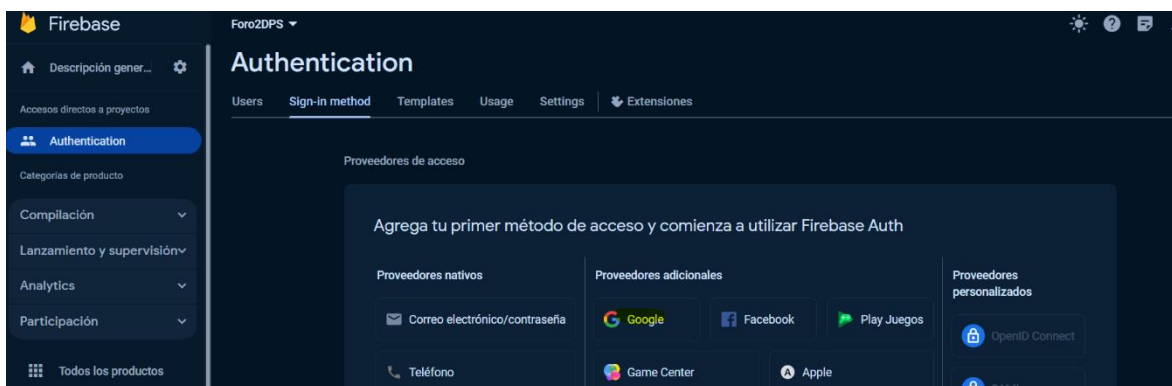 Firebase
Foro2DPS
Descripción gener...
Authentication
Accesos directos a proyectos
Users Sign-in method Templates Usage Settings Extensiones
Authentication
Categorías de producto
Proveedores de acceso
Compilación
Lanzamiento y supervisión
Analytics
Participación
Todos los productos
Agrega tu primer método de acceso y comienza a utilizar Firebase Auth
Proveedores nativos
Correo electrónico/contraseña
Teléfono
Proveedores adicionales
Google Facebook Play Juegos
Game Center Apple
Proveedores
personalizados
OpenID Connect